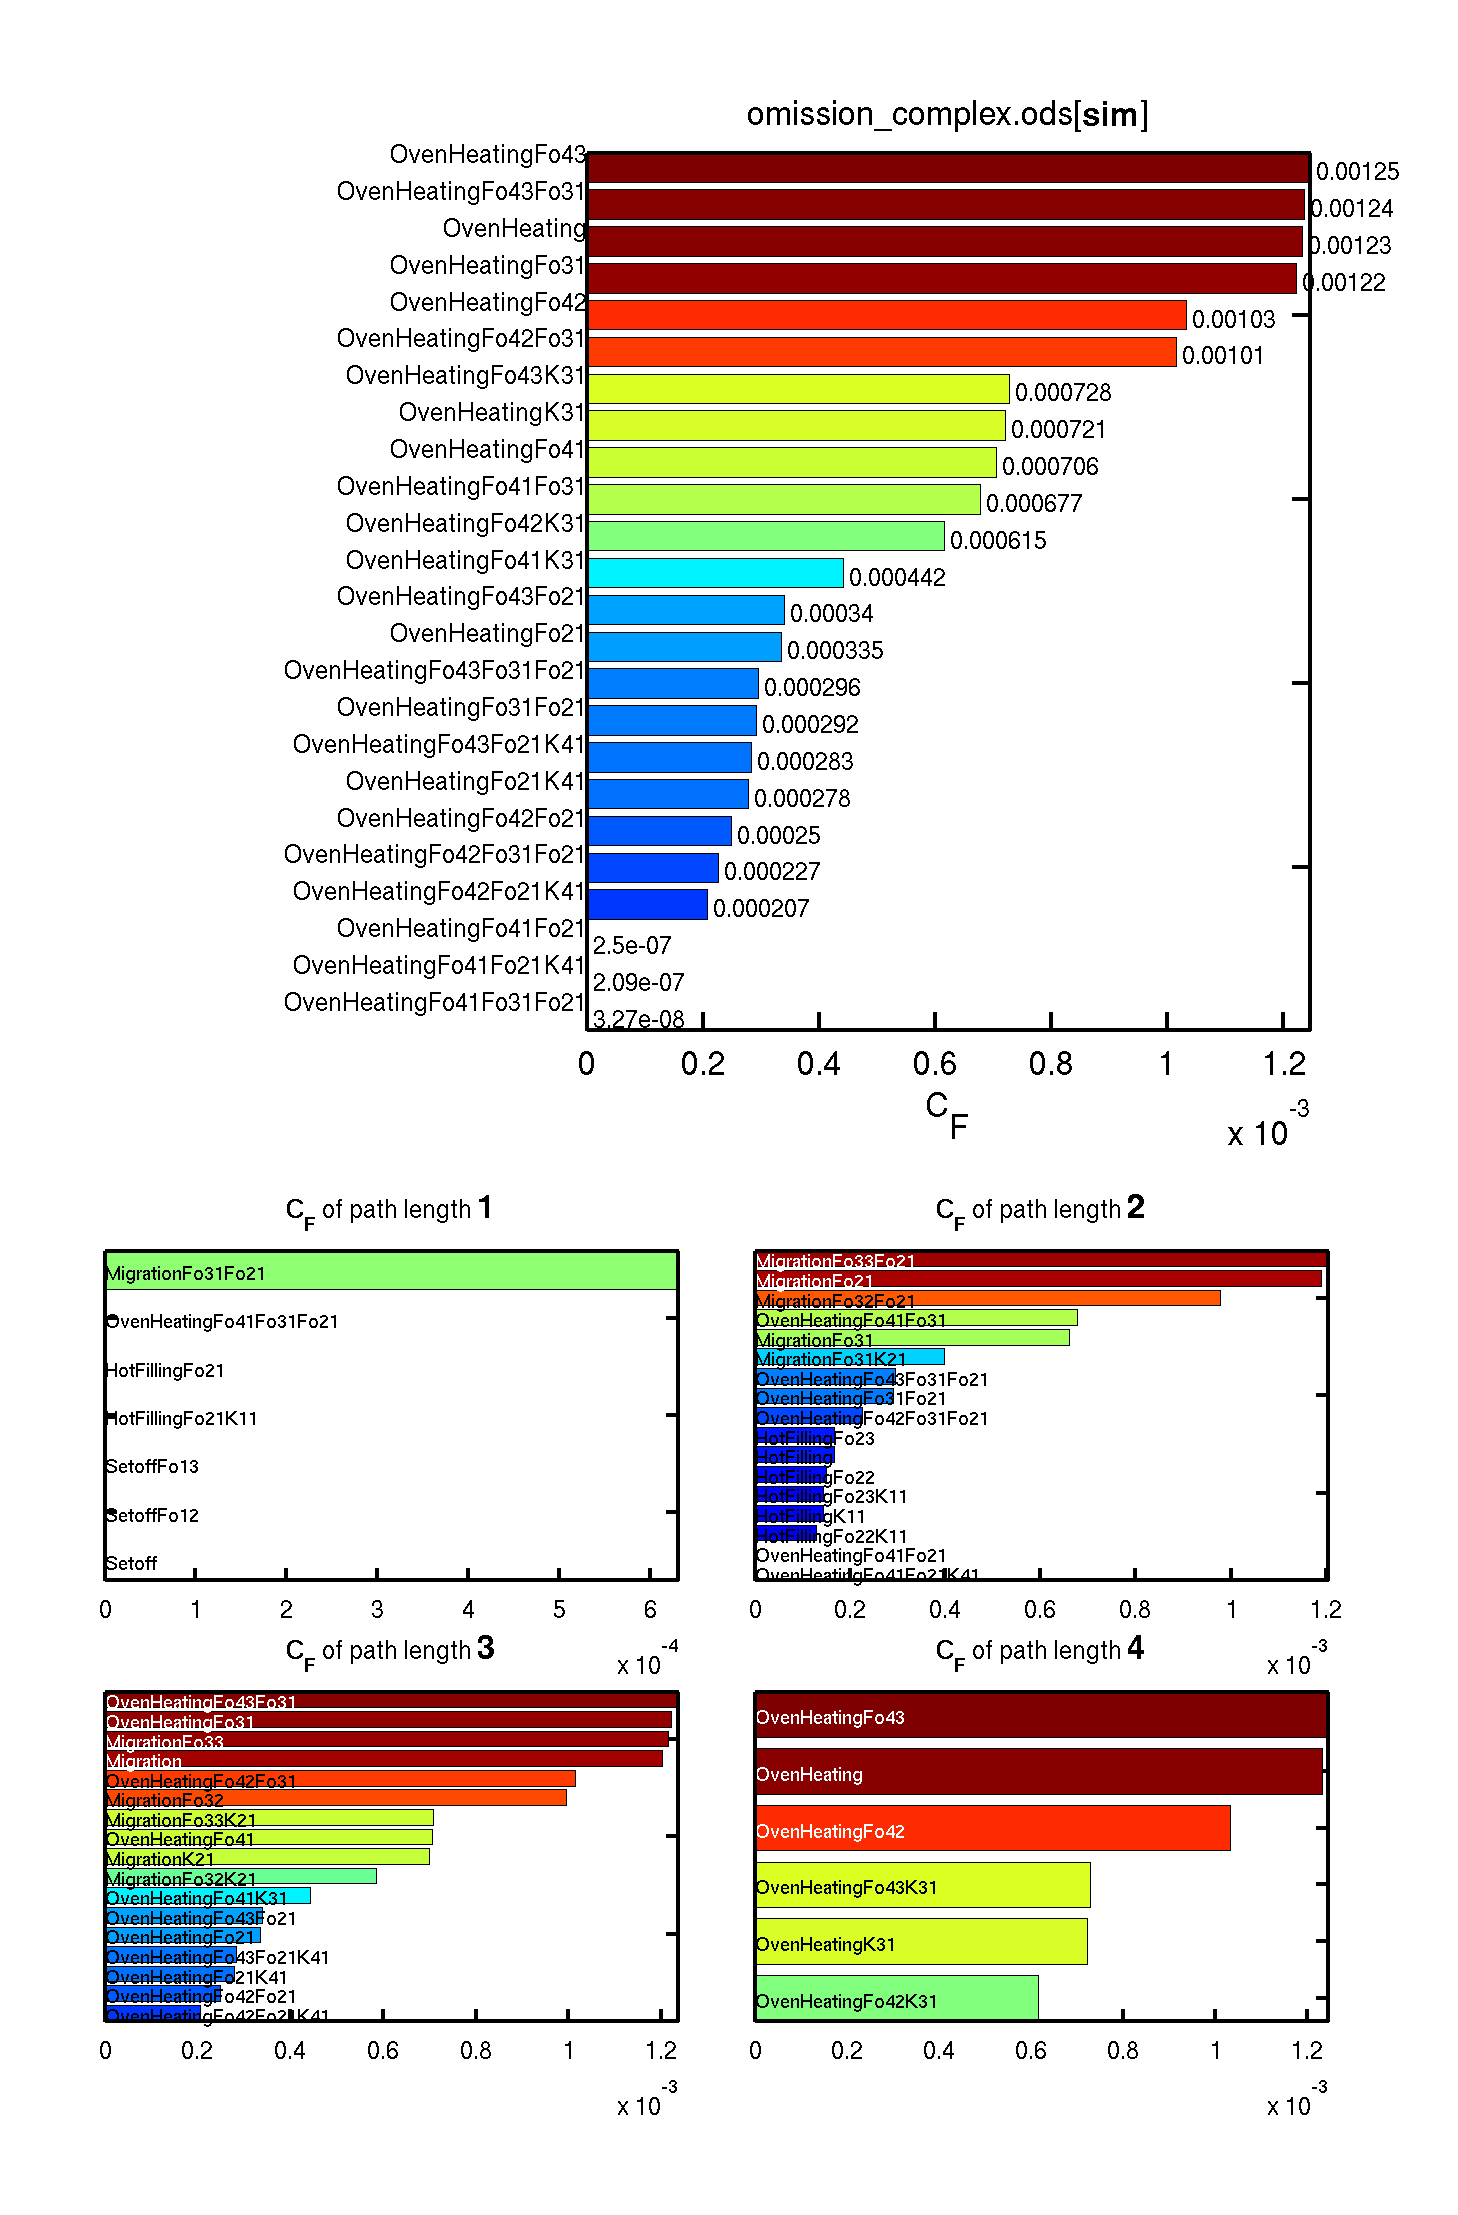 omission_complex.ods[sim]
OvenHeatingFo43 0.00125
OvenHeatingFo43Fo31 0.00124
OvenHeating 0.00123
OvenHeatingFo31 0.00122
OvenHeatingFo42 0.00103
OvenHeatingFo42Fo31 0.00101
OvenHeatingFo43K31 0.000728
OvenHeatingK31 0.000721
OvenHeatingFo41 0.000706
OvenHeatingFo41Fo31 0.000677
OvenHeatingFo42K31 0.000615
OvenHeatingFo41K31 0.000442
OvenHeatingFo43Fo21 0.00034
OvenHeatingFo21 0.000335
OvenHeatingFo43Fo31Fo21 0.000296
OvenHeatingFo31Fo21 0.000292
OvenHeatingFo43Fo21K41 0.000283
OvenHeatingFo21K41 0.000278
OvenHeatingFo42Fo21 0.00025
OvenHeatingFo42Fo31Fo21 0.000227
OvenHeatingFo42Fo21K41 0.000207
OvenHeatingFo41Fo21 2.5e-07
OvenHeatingFo41Fo21K41 2.09e-07
OvenHeatingFo41Fo31Fo21 3.27e-08
0 0.2 0.4 0.6 0.8 1 1.2
C_F
x 10^-3
C_F of path length 1
MigrationFo31Fo21
OvenHeatingFo41Fo31Fo21
HotFillingFo21
HotFillingFo21K11
SetoffFo13
SetoffFo12
Setoff
0 1 2 3 4 5 6
x 10^-4
C_F of path length 2
MigrationFo33Fo21
MigrationFo21
MigrationFo32Fo21
OvenHeatingFo41Fo31
MigrationFo31
MigrationFo31K21
OvenHeatingFo43Fo31Fo21
OvenHeatingFo31Fo21
OvenHeatingFo42Fo31Fo21
HotFillingFo23
HotFilling
HotFillingFo22
HotFillingFo23K11
HotFillingK11
HotFillingFo22K11
OvenHeatingFo41Fo21
OvenHeatingFo41Fo21K41
0 0.2 0.4 0.6 0.8 1 1.2
x 10^-3
C_F of path length 3
OvenHeatingFo43Fo31
OvenHeatingFo31
MigrationFo33
Migration
OvenHeatingFo42Fo31
MigrationFo32
MigrationFo33K21
OvenHeatingFo41
MigrationK21
MigrationFo32K21
OvenHeatingFo41K31
OvenHeatingFo43Fo21
OvenHeatingFo21
OvenHeatingFo43Fo21K41
OvenHeatingFo21K41
OvenHeatingFo42Fo21
OvenHeatingFo42Fo21K41
0 0.2 0.4 0.6 0.8 1 1.2
x 10^-3
C_F of path length 4
OvenHeatingFo43
OvenHeating
OvenHeatingFo42
OvenHeatingFo43K31
OvenHeatingK31
OvenHeatingFo42K31
0 0.2 0.4 0.6 0.8 1 1.2
x 10^-3